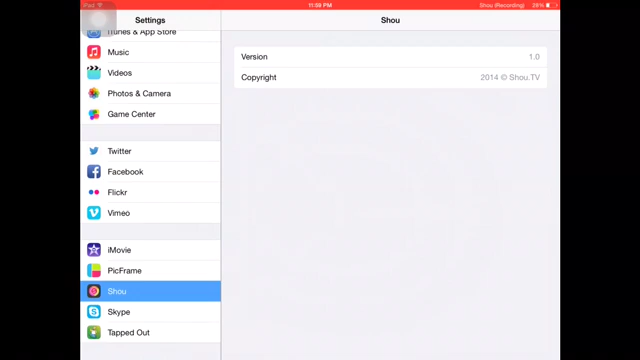 iPad
11:59 PM
Shou (Recording)
29%
Settings
Shou
iTunes & App Store
Music
Videos
Photos & Camera
Game Center
Twitter
Facebook
Flickr
Vimeo
iMovie
PicFrame
Shou
Skype
Tapped Out
Version
1.0
Copyright
2014 © Shou.TV